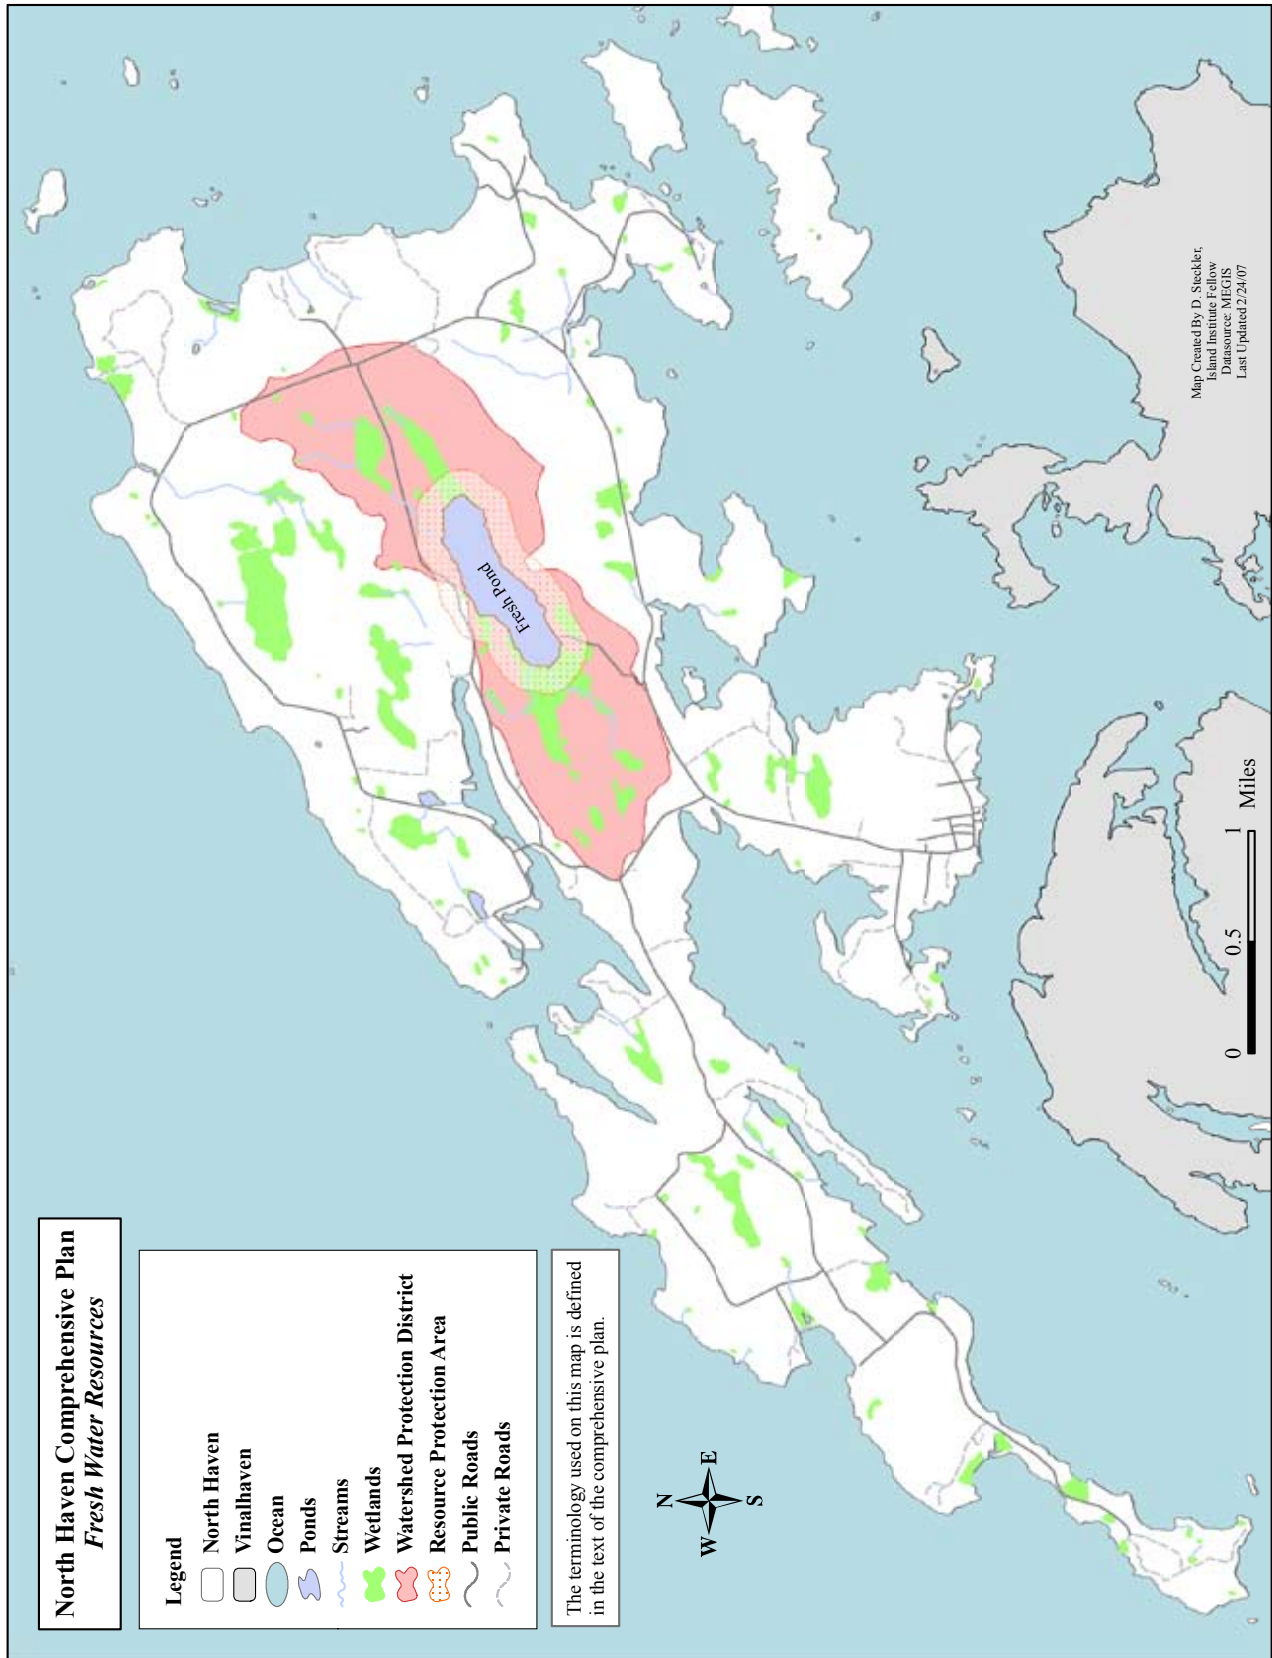 North Haven Comprehensive Plan
Fresh Water Resources
Legend
North Haven
Vinalhaven
Ocean
Ponds
Streams
Wetlands
Watershed Protection District
Resource Protection Area
Public Roads
Private Roads
The terminology used on this map is defined
in the text of the comprehensive plan.
N
W
E
S
Fresh Pond
0
0.5
1
Miles
Map Created By D. Steckler,
Island Institute Fellow
Datasource: MEGIS
Last Updated 2/24/07